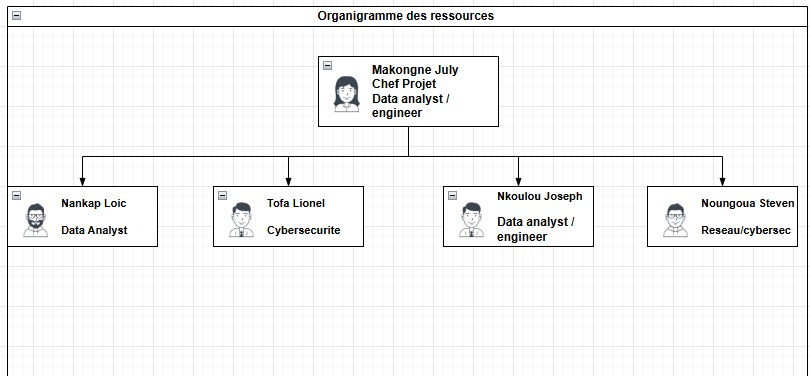 Organigramme des ressources
Makongne July
Chef Projet
Data analyst /
engineer
Nankap Loic
Data Analyst
Tofa Lionel
Cybersecurite
Nkoulou Joseph
Data analyst /
engineer
Noungoua Steven
Reseau/cybersec